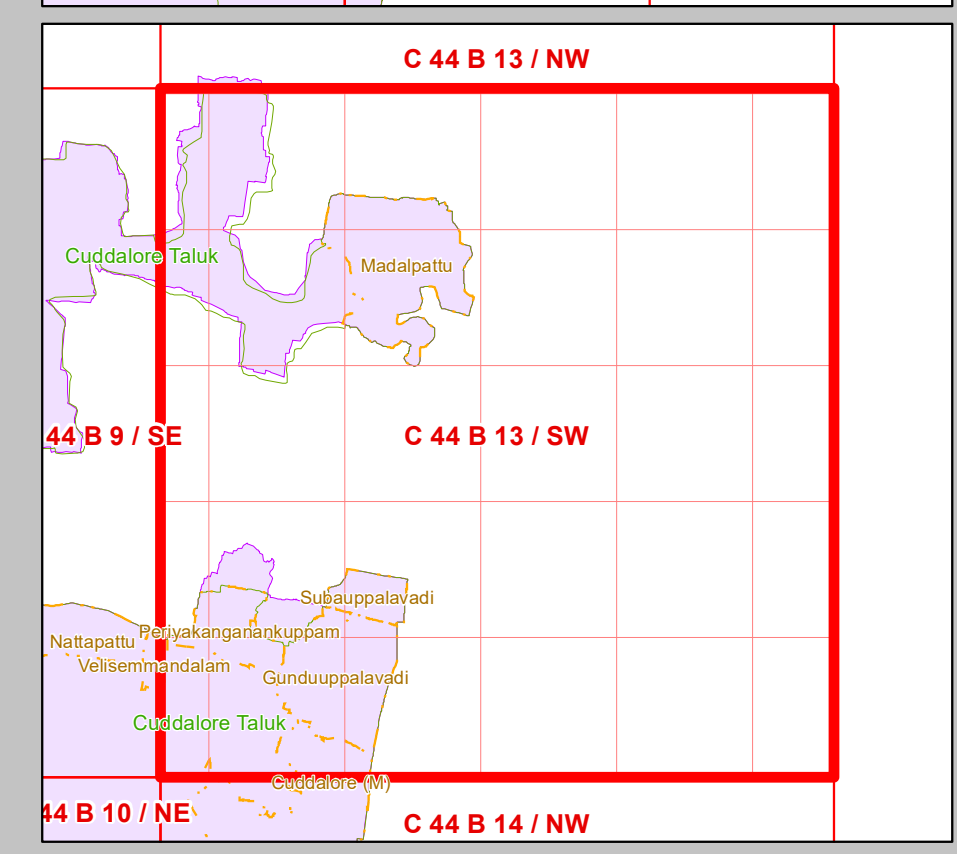 C 44 B 13 / NW
Cuddalore Taluk
Madalpattu
44 B 9 / SE
C 44 B 13 / SW
Subauppalavadi
Periyakanganankuppam
Nattapattu
Velisemmandalam
Gunduuppalavadi
Cuddalore Taluk
Cuddalore (M)
44 B 10 / NE
C 44 B 14 / NW